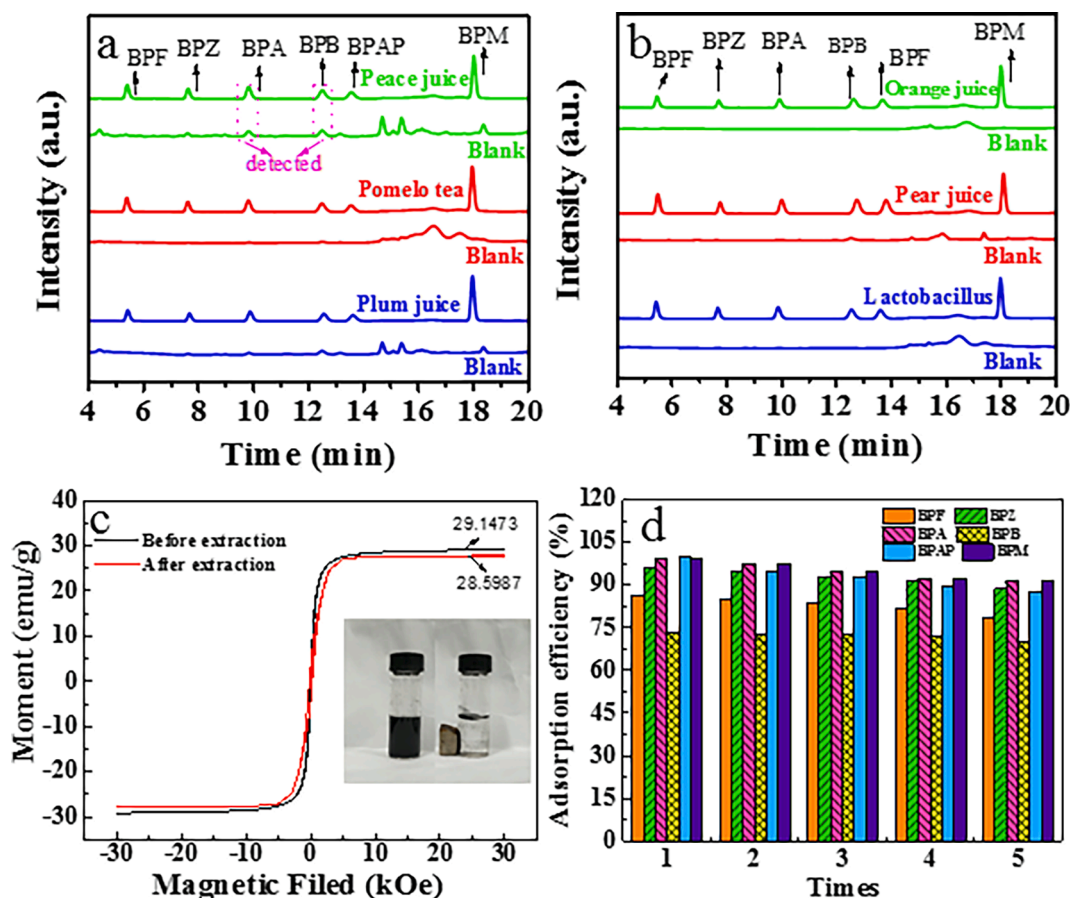 a
BPF BPZ BPA BPB BPAP BPM
Peace juice
detected
Blank
Pomelo tea
Blank
Plum juice
Blank
Intensity (a.u.)
4 6 8 10 12 14 16 18 20
Time (min)
b
BPF BPZ BPA BPB BPF BPM
Orange juice
Blank
Pear juice
Blank
Lactobacillus
Blank
Intensity (a.u.)
4 6 8 10 12 14 16 18 20
Time (min)
c
Before extraction
After extraction
29.1473
28.5987
Moment (emu/g)
40
30
20
10
0
-10
-20
-30
-30 -20 -10 0 10 20 30
Magnetic Filed (kOe)
d
BPF BPZ
BPA BPB
BPAP BPM
Adsorption efficiency (%)
120
105
90
75
60
45
30
15
0
1 2 3 4 5
Times